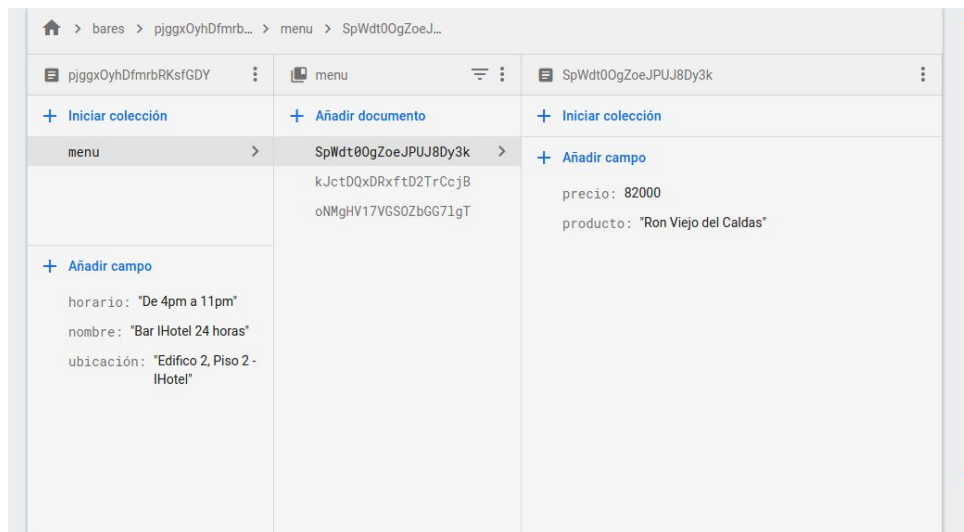 bares > pjggxOyhDfmrb... > menu > SpWdt0OgZoeJ...
pjggxOyhDfmrbRKsfGDY
Iniciar colección
menu
Añadir campo
horario: "De 4pm a 11pm"
nombre: "Bar IHotel 24 horas"
ubicación: "Edifico 2, Piso 2 -
IHotel"
menu
Añadir documento
SpWdt0OgZoeJPUJ8Dy3k
kJctDQxDRxftD2TrCcjB
oNMgHV17VGSOZbGG7lgT
SpWdt0OgZoeJPUJ8Dy3k
Iniciar colección
Añadir campo
precio: 82000
producto: "Ron Viejo del Caldas"